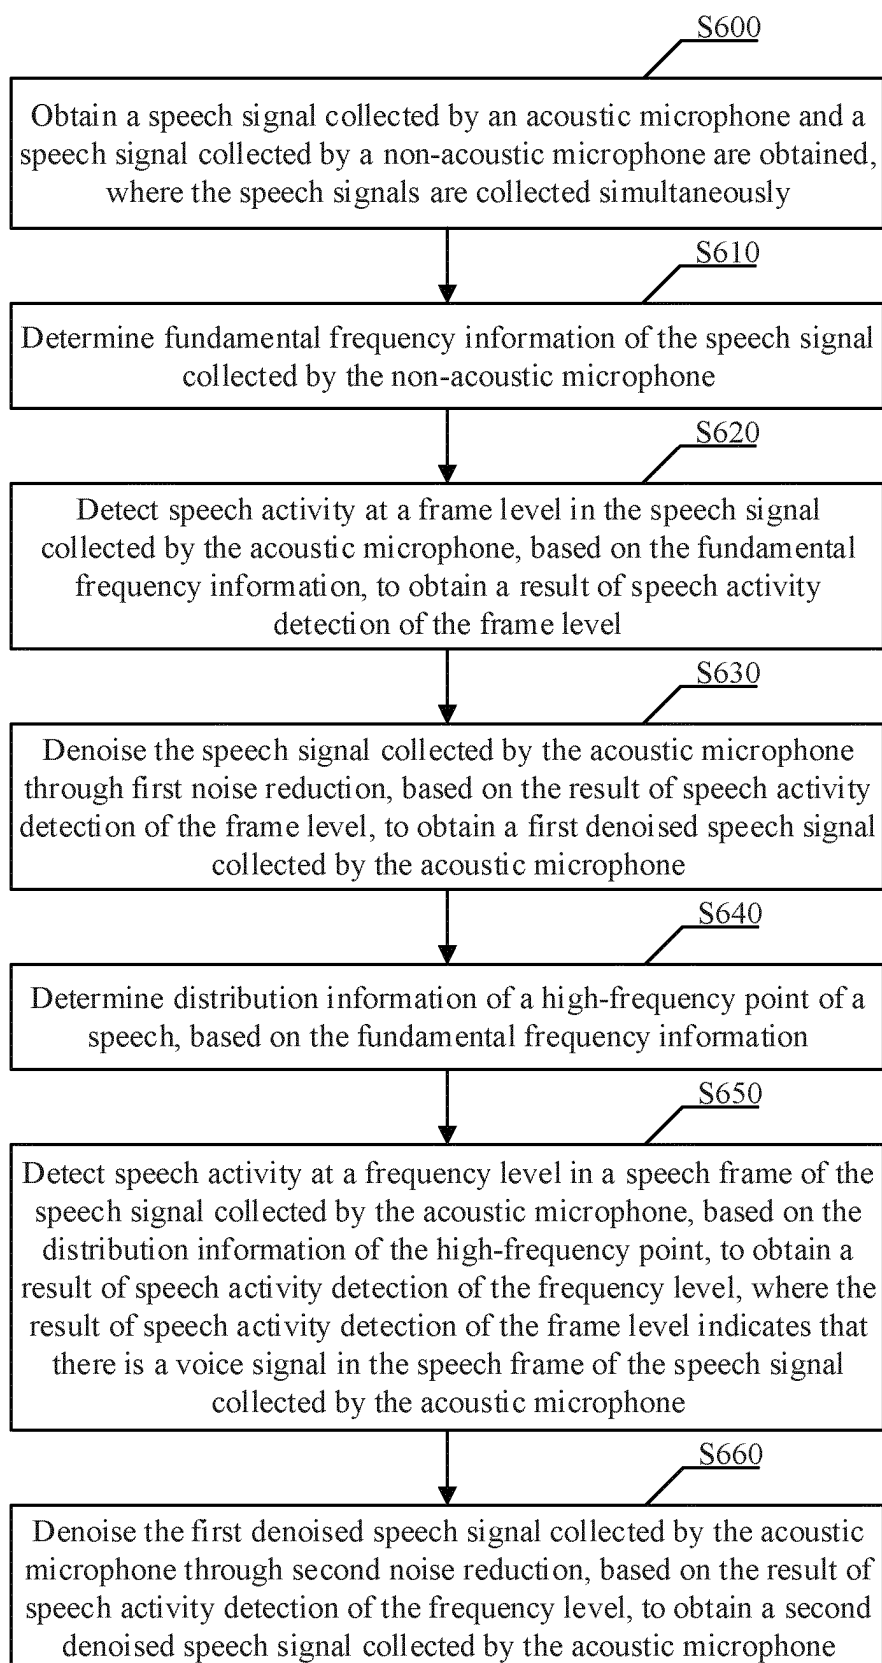 S600
Obtain a speech signal collected by an acoustic microphone and a
speech signal collected by a non-acoustic microphone are obtained,
where the speech signals are collected simultaneously
S610
Determine fundamental frequency information of the speech signal
collected by the non-acoustic microphone
S620
Detect speech activity at a frame level in the speech signal
collected by the acoustic microphone, based on the fundamental
frequency information, to obtain a result of speech activity
detection of the frame level
S630
Denoise the speech signal collected by the acoustic microphone
through first noise reduction, based on the result of speech activity
detection of the frame level, to obtain a first denoised speech signal
collected by the acoustic microphone
S640
Determine distribution information of a high-frequency point of a
speech, based on the fundamental frequency information
S650
Detect speech activity at a frequency level in a speech frame of the
speech signal collected by the acoustic microphone, based on the
distribution information of the high-frequency point, to obtain a
result of speech activity detection of the frequency level, where the
result of speech activity detection of the frame level indicates that
there is a voice signal in the speech frame of the speech signal
collected by the acoustic microphone
S660
Denoise the first denoised speech signal collected by the acoustic
microphone through second noise reduction, based on the result of
speech activity detection of the frequency level, to obtain a second
denoised speech signal collected by the acoustic microphone